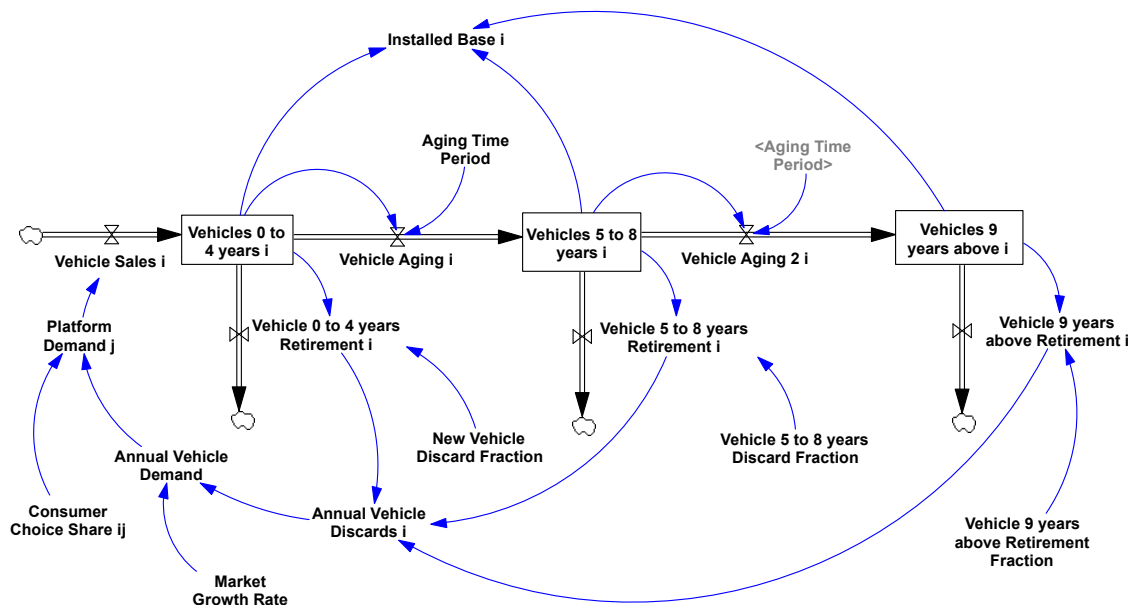 Installed Base i
Aging Time
Period
<Aging Time
Period>
Vehicles 0 to
4 years i
Vehicles 5 to 8
years i
Vehicles 9
years above i
Vehicle Sales i
Vehicle Aging i
Vehicle Aging 2 i
Platform
Demand j
Vehicle 0 to 4 years
Retirement i
Vehicle 5 to 8 years
Retirement i
Vehicle 9 years
above Retirement i
Annual Vehicle
Demand
New Vehicle
Discard Fraction
Vehicle 5 to 8 years
Discard Fraction
Consumer
Choice Share ij
Annual Vehicle
Discards i
Vehicle 9 years
above Retirement
Fraction
Market
Growth Rate